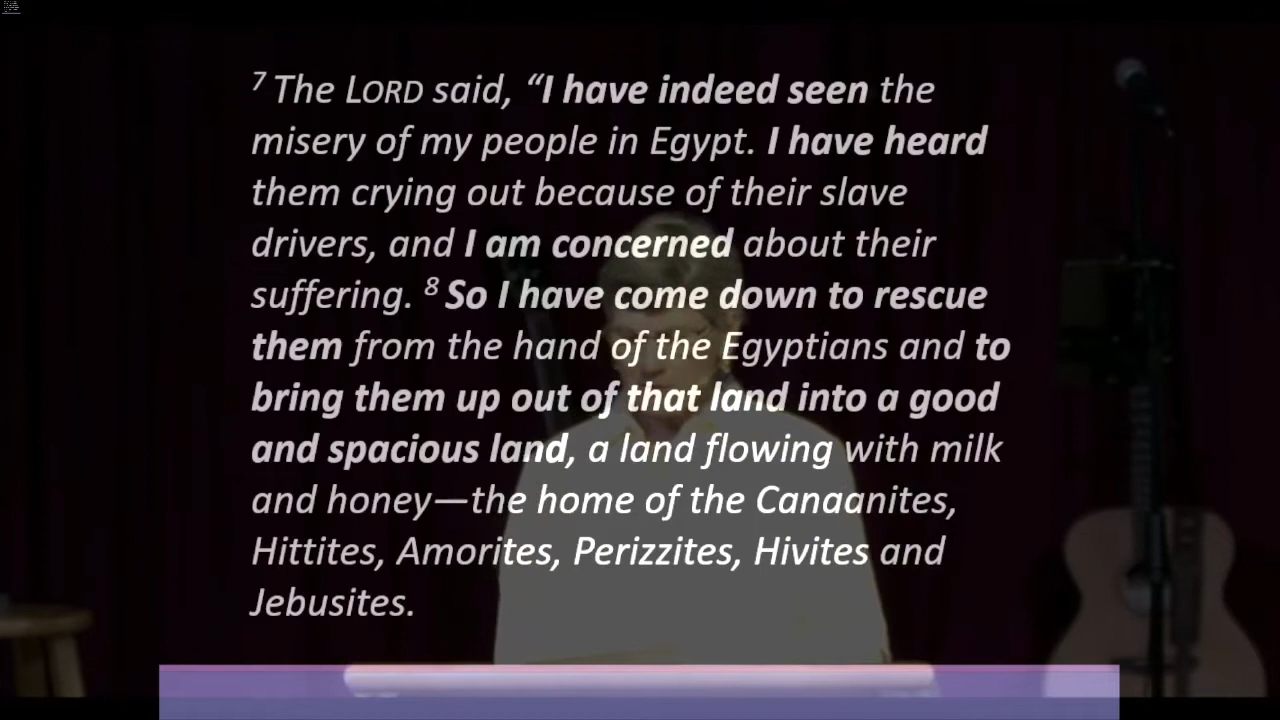 7 The LORD said, “I have indeed seen the
misery of my people in Egypt. I have heard
them crying out because of their slave
drivers, and I am concerned about their
suffering. 8 So I have come down to rescue
them from the hand of the Egyptians and to
bring them up out of that land into a good
and spacious land, a land flowing with milk
and honey—the home of the Canaanites,
Hittites, Amorites, Perizzites, Hivites and
Jebusites.